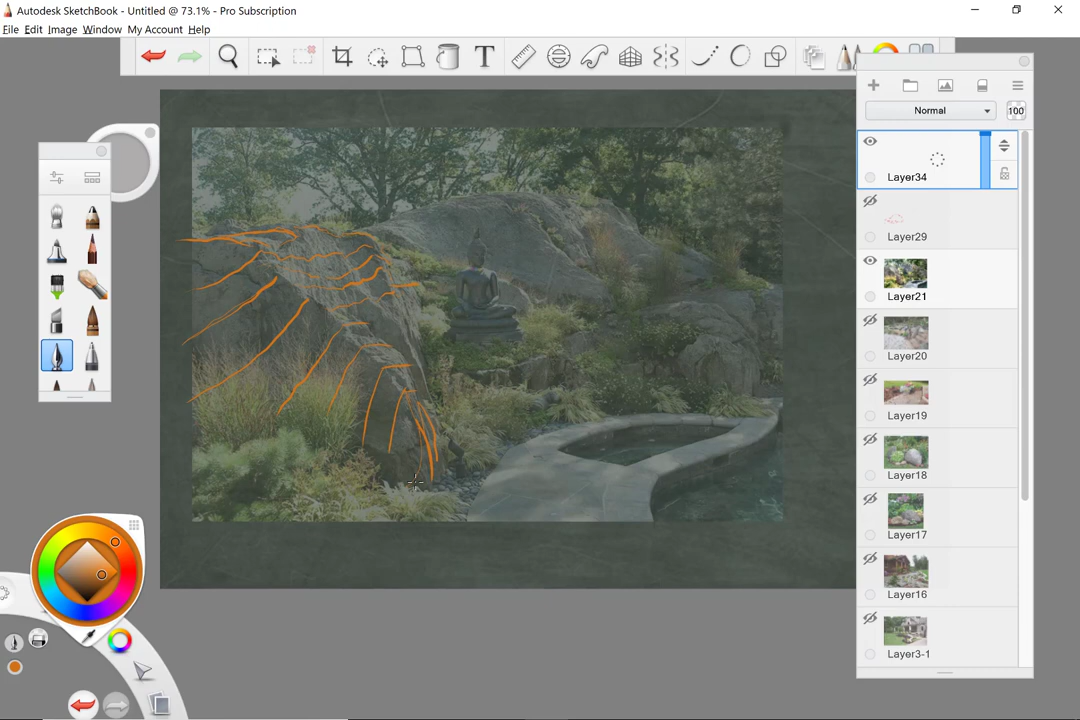 Autodesk SketchBook - Untitled @ 73.1% - Pro Subscription
File Edit Image Window My Account Help
T
Normal
100
Layer34
Layer29
Layer21
Layer20
Layer19
Layer18
Layer17
Layer16
Layer3-1